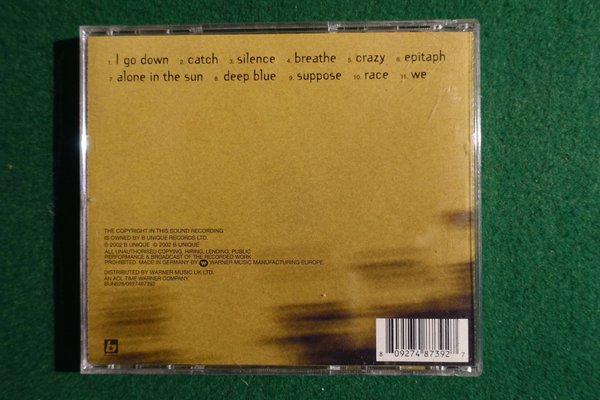 1. I go down 2. catch 3. silence 4. breathe 5. crazy 6. epitaph
7. alone in the sun 8. deep blue 9. suppose 10. race 11. we
THE COPYRIGHT IN THIS SOUND RECORDING
IS OWNED BY B UNIQUE RECORDS LTD.
℗ 2002 B UNIQUE © 2002 B UNIQUE
ALL UNAUTHORISED COPYING, HIRING, LENDING, PUBLIC
PERFORMANCE & BROADCAST OF THE RECORDED WORK
PROHIBITED. MADE IN GERMANY BY WARNER MUSIC MANUFACTURING EUROPE.
DISTRIBUTED BY WARNER MUSIC UK LTD.
AN AOL TIME WARNER COMPANY.
BUN028/0927487392
b
8 09274 87392 7